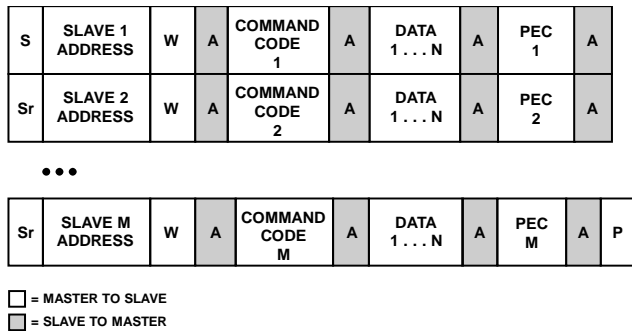 S SLAVE 1 ADDRESS W A COMMAND CODE 1 A DATA 1 . . . N A PEC 1 A
Sr SLAVE 2 ADDRESS W A COMMAND CODE 2 A DATA 1 . . . N A PEC 2 A
•••
Sr SLAVE M ADDRESS W A COMMAND CODE M A DATA 1 . . . N A PEC M A P
= MASTER TO SLAVE
= SLAVE TO MASTER